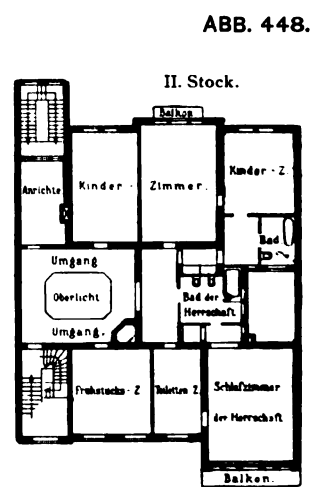 ABB. 448.
II. Stock.
Balkon
Anrichte.
Kinder -
Zimmer.
Kinder - Z.
Bad.
Umgang
Oberlicht
Umgang.
Bad der
Herrschaft
Frühstücks - Z.
Toiletten Z.
Schlafzimmer
der Herrschaft
Balkon.